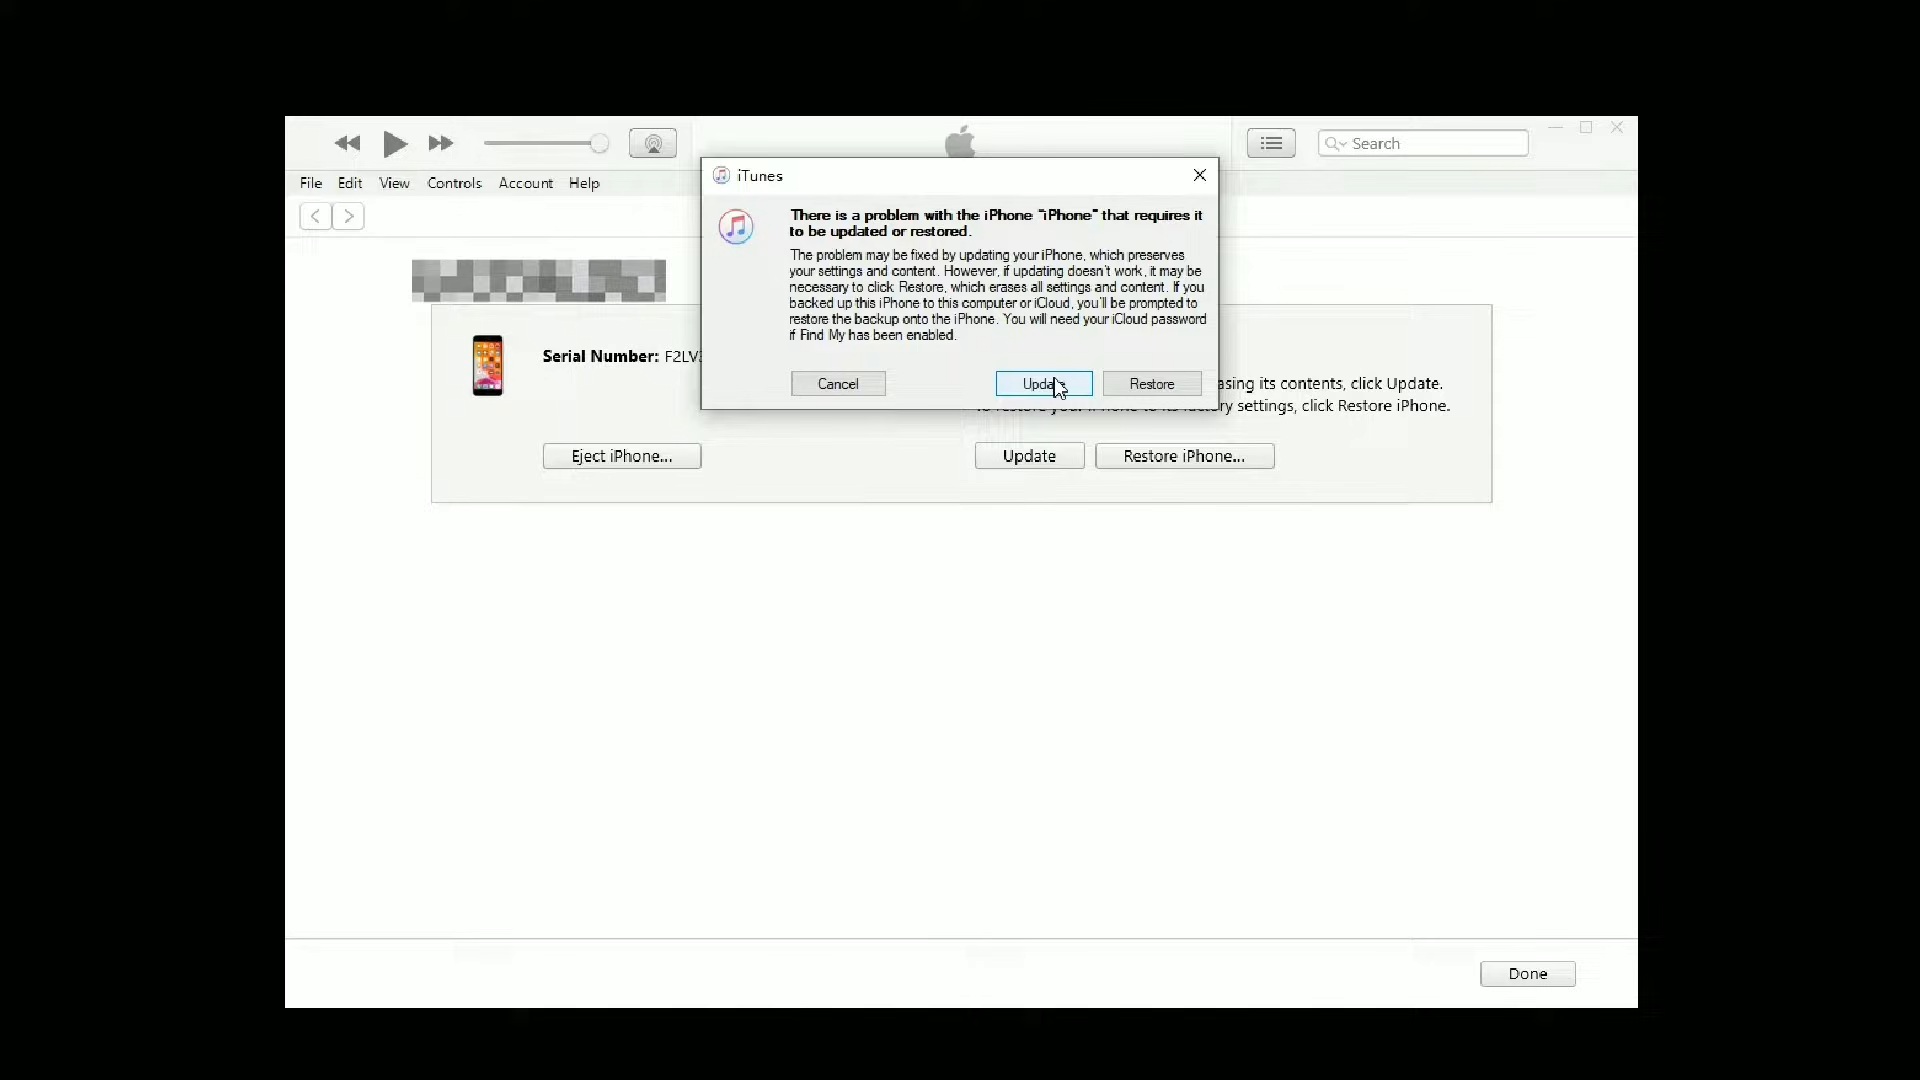 Search
File Edit View Controls Account Help
iTunes
There is a problem with the iPhone "iPhone" that requires it
to be updated or restored.
The problem may be fixed by updating your iPhone, which preserves
your settings and content. However, if updating doesn't work, it may be
necessary to click Restore, which erases all settings and content. If you
backed up this iPhone to this computer or iCloud, you'll be prompted to
restore the backup onto the iPhone. You will need your iCloud password
if Find My has been enabled.
Cancel Update Restore
Serial Number: F2LV
asing its contents, click Update.
factory settings, click Restore iPhone.
Eject iPhone... Update Restore iPhone...
Done